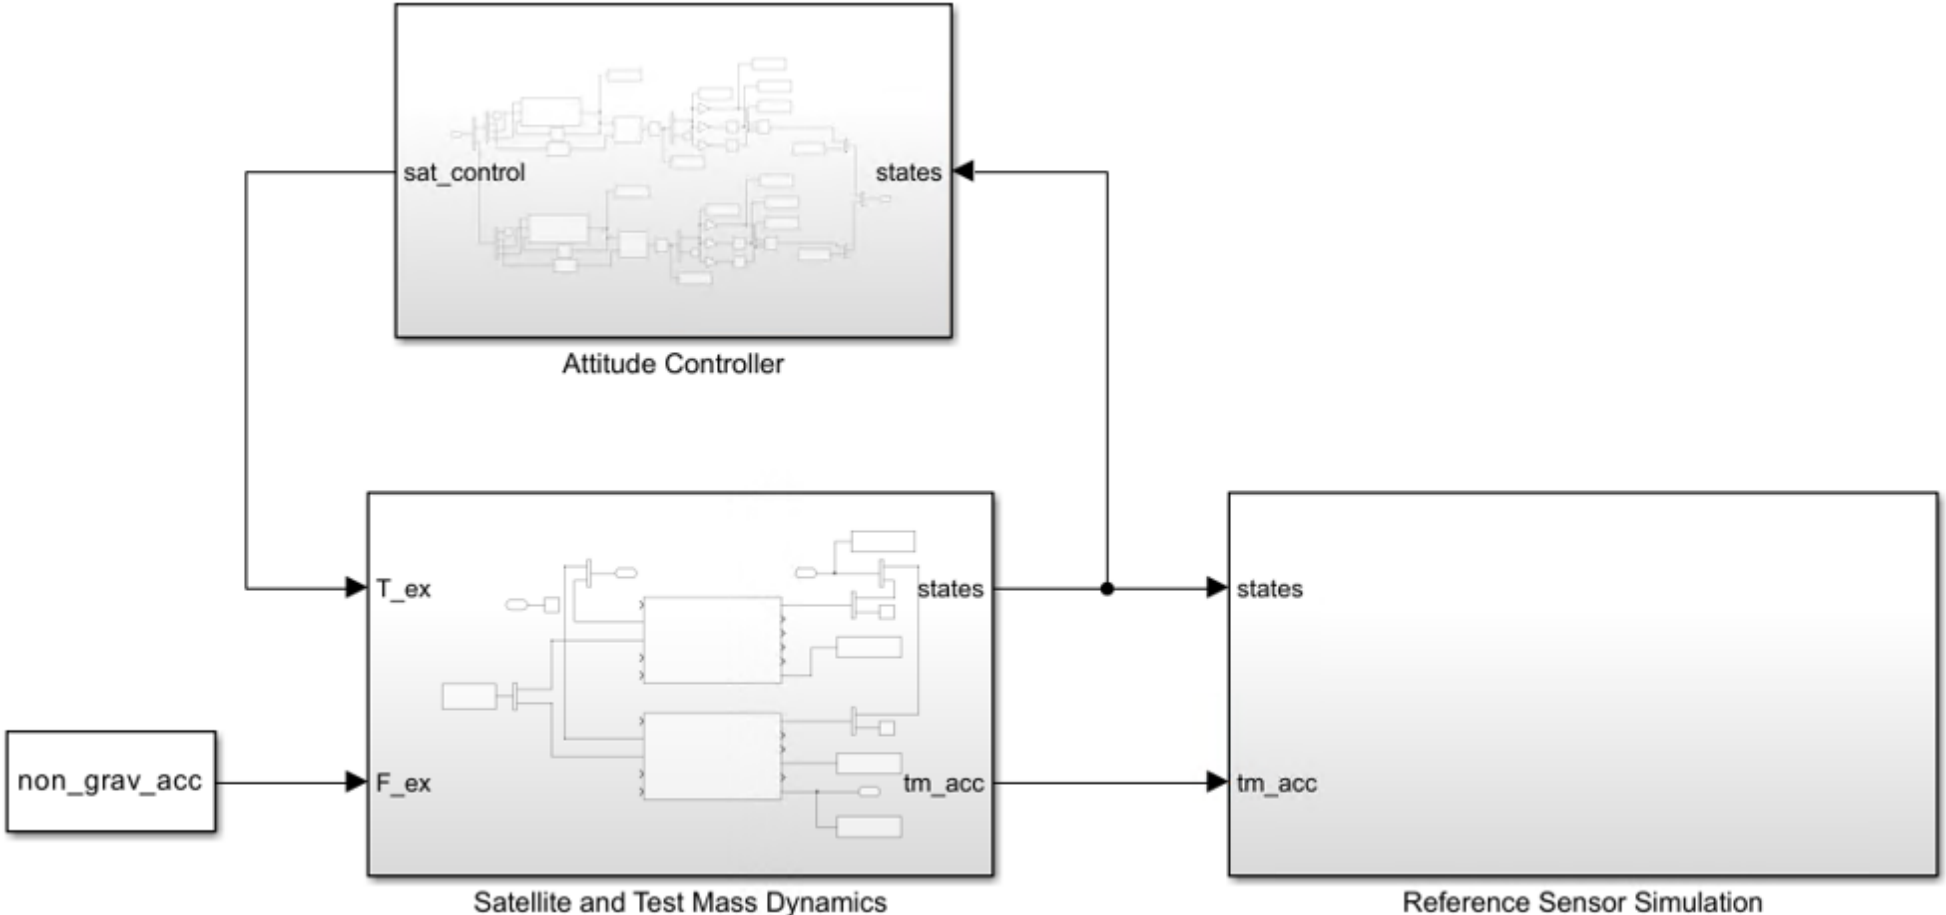 sat_control
states
Attitude Controller
T_ex
states
states
non_grav_acc
F_ex
tm_acc
tm_acc
Satellite and Test Mass Dynamics
Reference Sensor Simulation